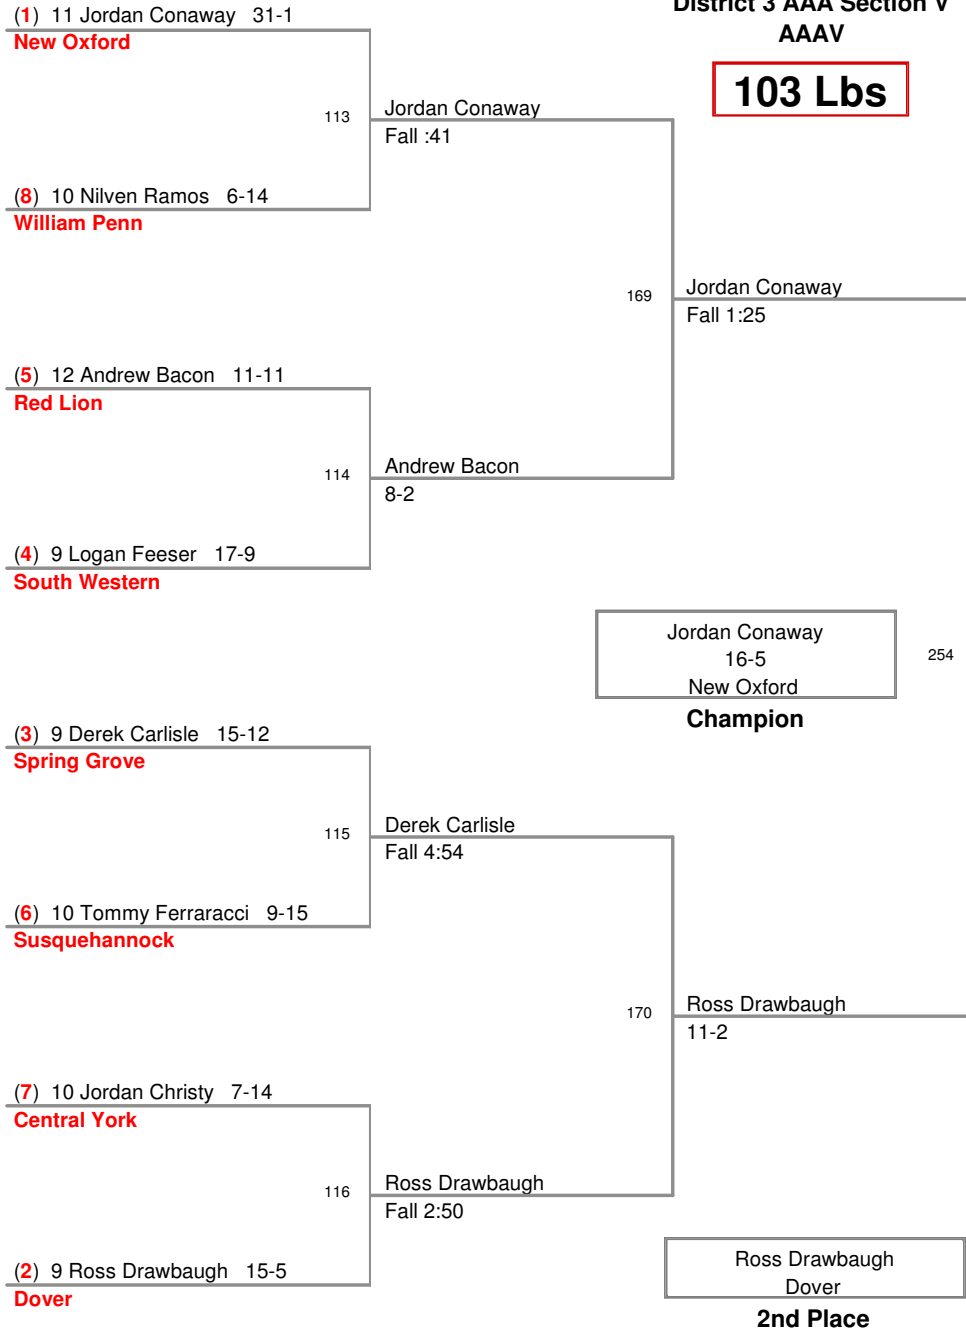 District 3 AAA Section V
AAAV
103 Lbs
(1) 11 Jordan Conaway 31-1
New Oxford
113
Jordan Conaway
Fall :41
(8) 10 Nilven Ramos 6-14
William Penn
169
Jordan Conaway
Fall 1:25
(5) 12 Andrew Bacon 11-11
Red Lion
114
Andrew Bacon
8-2
(4) 9 Logan Feeser 17-9
South Western
Jordan Conaway
16-5
New Oxford
254
Champion
(3) 9 Derek Carlisle 15-12
Spring Grove
115
Derek Carlisle
Fall 4:54
(6) 10 Tommy Ferraracci 9-15
Susquehannock
170
Ross Drawbaugh
11-2
(7) 10 Jordan Christy 7-14
Central York
116
Ross Drawbaugh
Fall 2:50
(2) 9 Ross Drawbaugh 15-5
Dover
Ross Drawbaugh
Dover
2nd Place